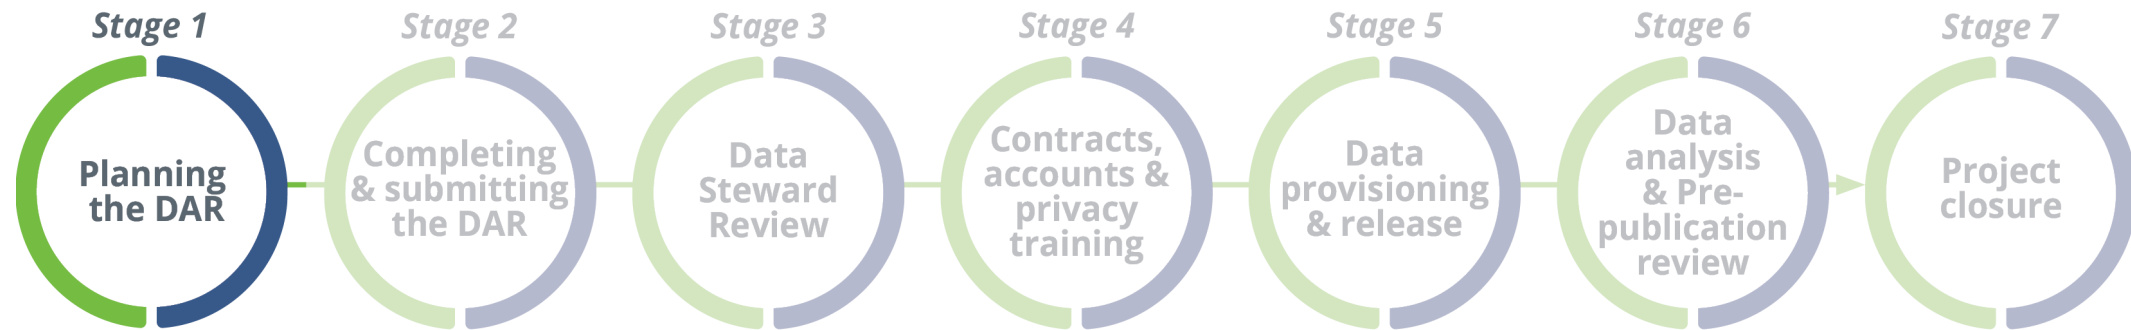 Stage 1
Planning
the DAR
Stage 2
Completing
& submitting
the DAR
Stage 3
Data
Steward
Review
Stage 4
Contracts,
accounts &
privacy
training
Stage 5
Data
provisioning
& release
Stage 6
Data
analysis
& Pre-
publication
review
Stage 7
Project
closure